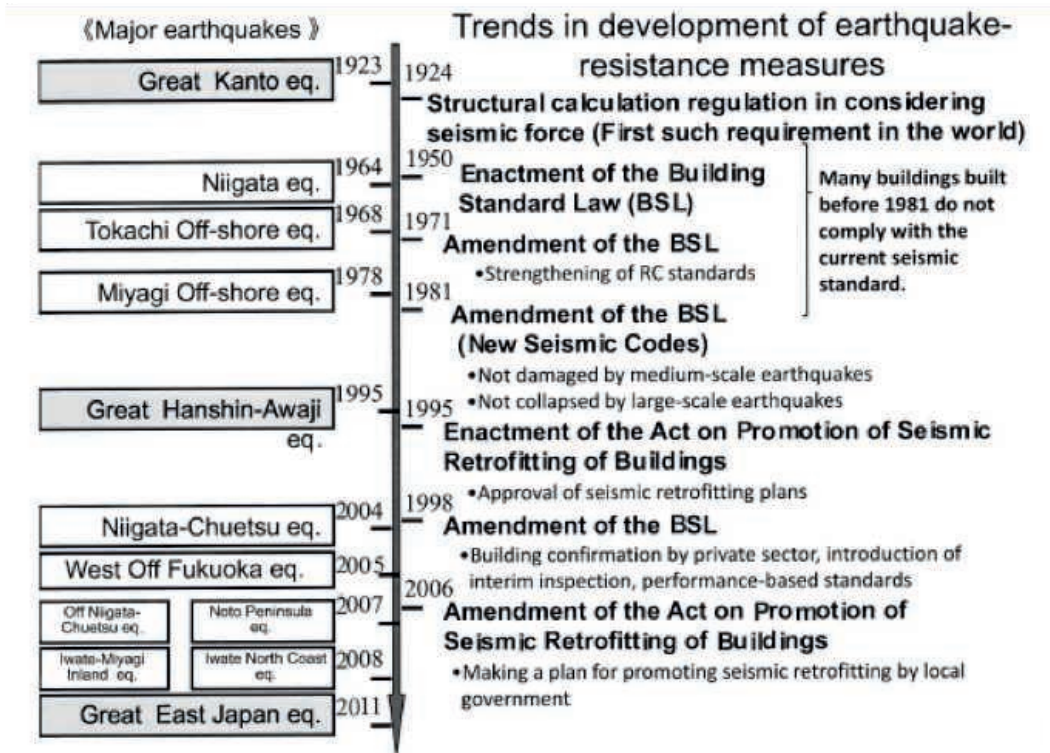 《Major earthquakes 》
Trends in development of earthquake-
resistance measures
1923
Great Kanto eq.
1924
Structural calculation regulation in considering
seismic force (First such requirement in the world)
1964
Niigata eq.
1950
Enactment of the Building
Standard Law (BSL)
1968
Tokachi Off-shore eq.
1971
Amendment of the BSL
•Strengthening of RC standards
Many buildings built
before 1981 do not
comply with the
current seismic
standard.
1978
Miyagi Off-shore eq.
1981
Amendment of the BSL
(New Seismic Codes)
•Not damaged by medium-scale earthquakes
•Not collapsed by large-scale earthquakes
1995
Great Hanshin-Awaji
eq.
1995
Enactment of the Act on Promotion of Seismic
Retrofitting of Buildings
•Approval of seismic retrofitting plans
2004
Niigata-Chuetsu eq.
1998
Amendment of the BSL
•Building confirmation by private sector, introduction of
interim inspection, performance-based standards
West Off Fukuoka eq.
2005
2006
Amendment of the Act on Promotion of
Seismic Retrofitting of Buildings
•Making a plan for promoting seismic retrofitting by local
government
Off Niigata-
Chuetsu eq.
Noto Peninsula
eq.
2007
Iwate-Miyagi
Inland eq.
Iwate North Coast
eq.
2008
Great East Japan eq.
2011